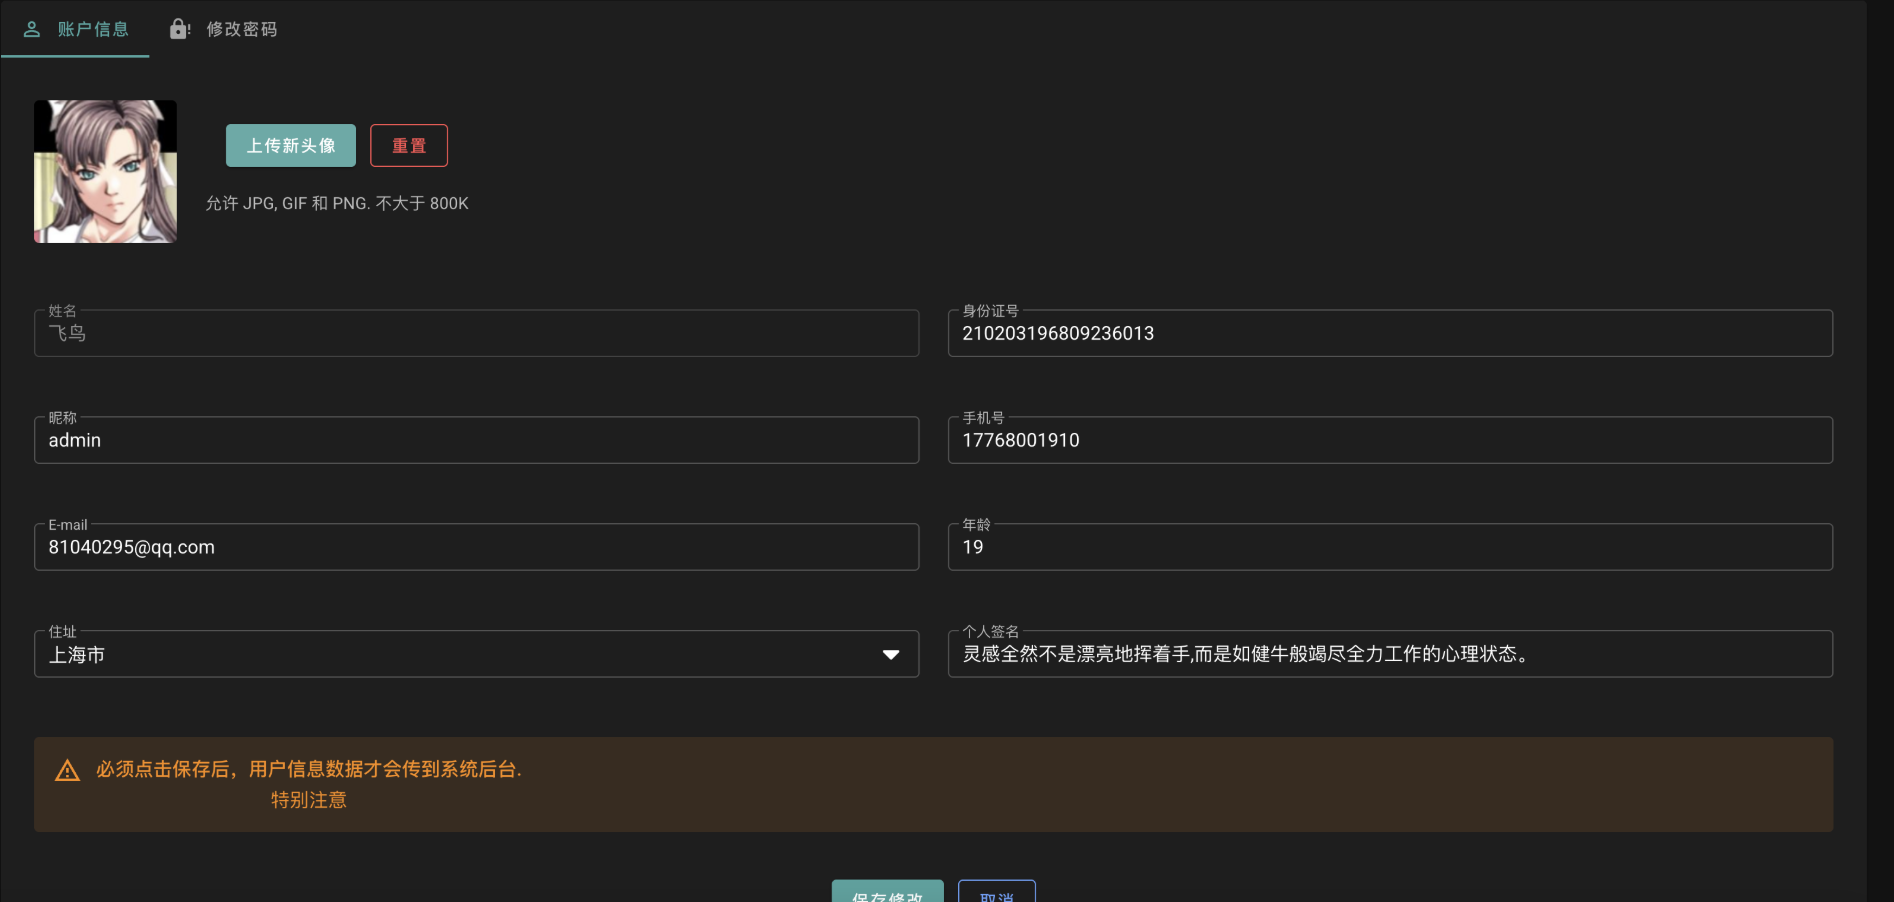 账户信息
修改密码
上传新头像
重置
允许 JPG, GIF 和 PNG. 不大于 800K
姓名
飞鸟
身份证号
210203196809236013
昵称
admin
手机号
17768001910
E-mail
81040295@qq.com
年龄
19
住址
上海市
个人签名
灵感全然不是漂亮地挥着手,而是如健牛般竭尽全力工作的心理状态。
必须点击保存后，用户信息数据才会传到系统后台.
特别注意
保存修改
取消